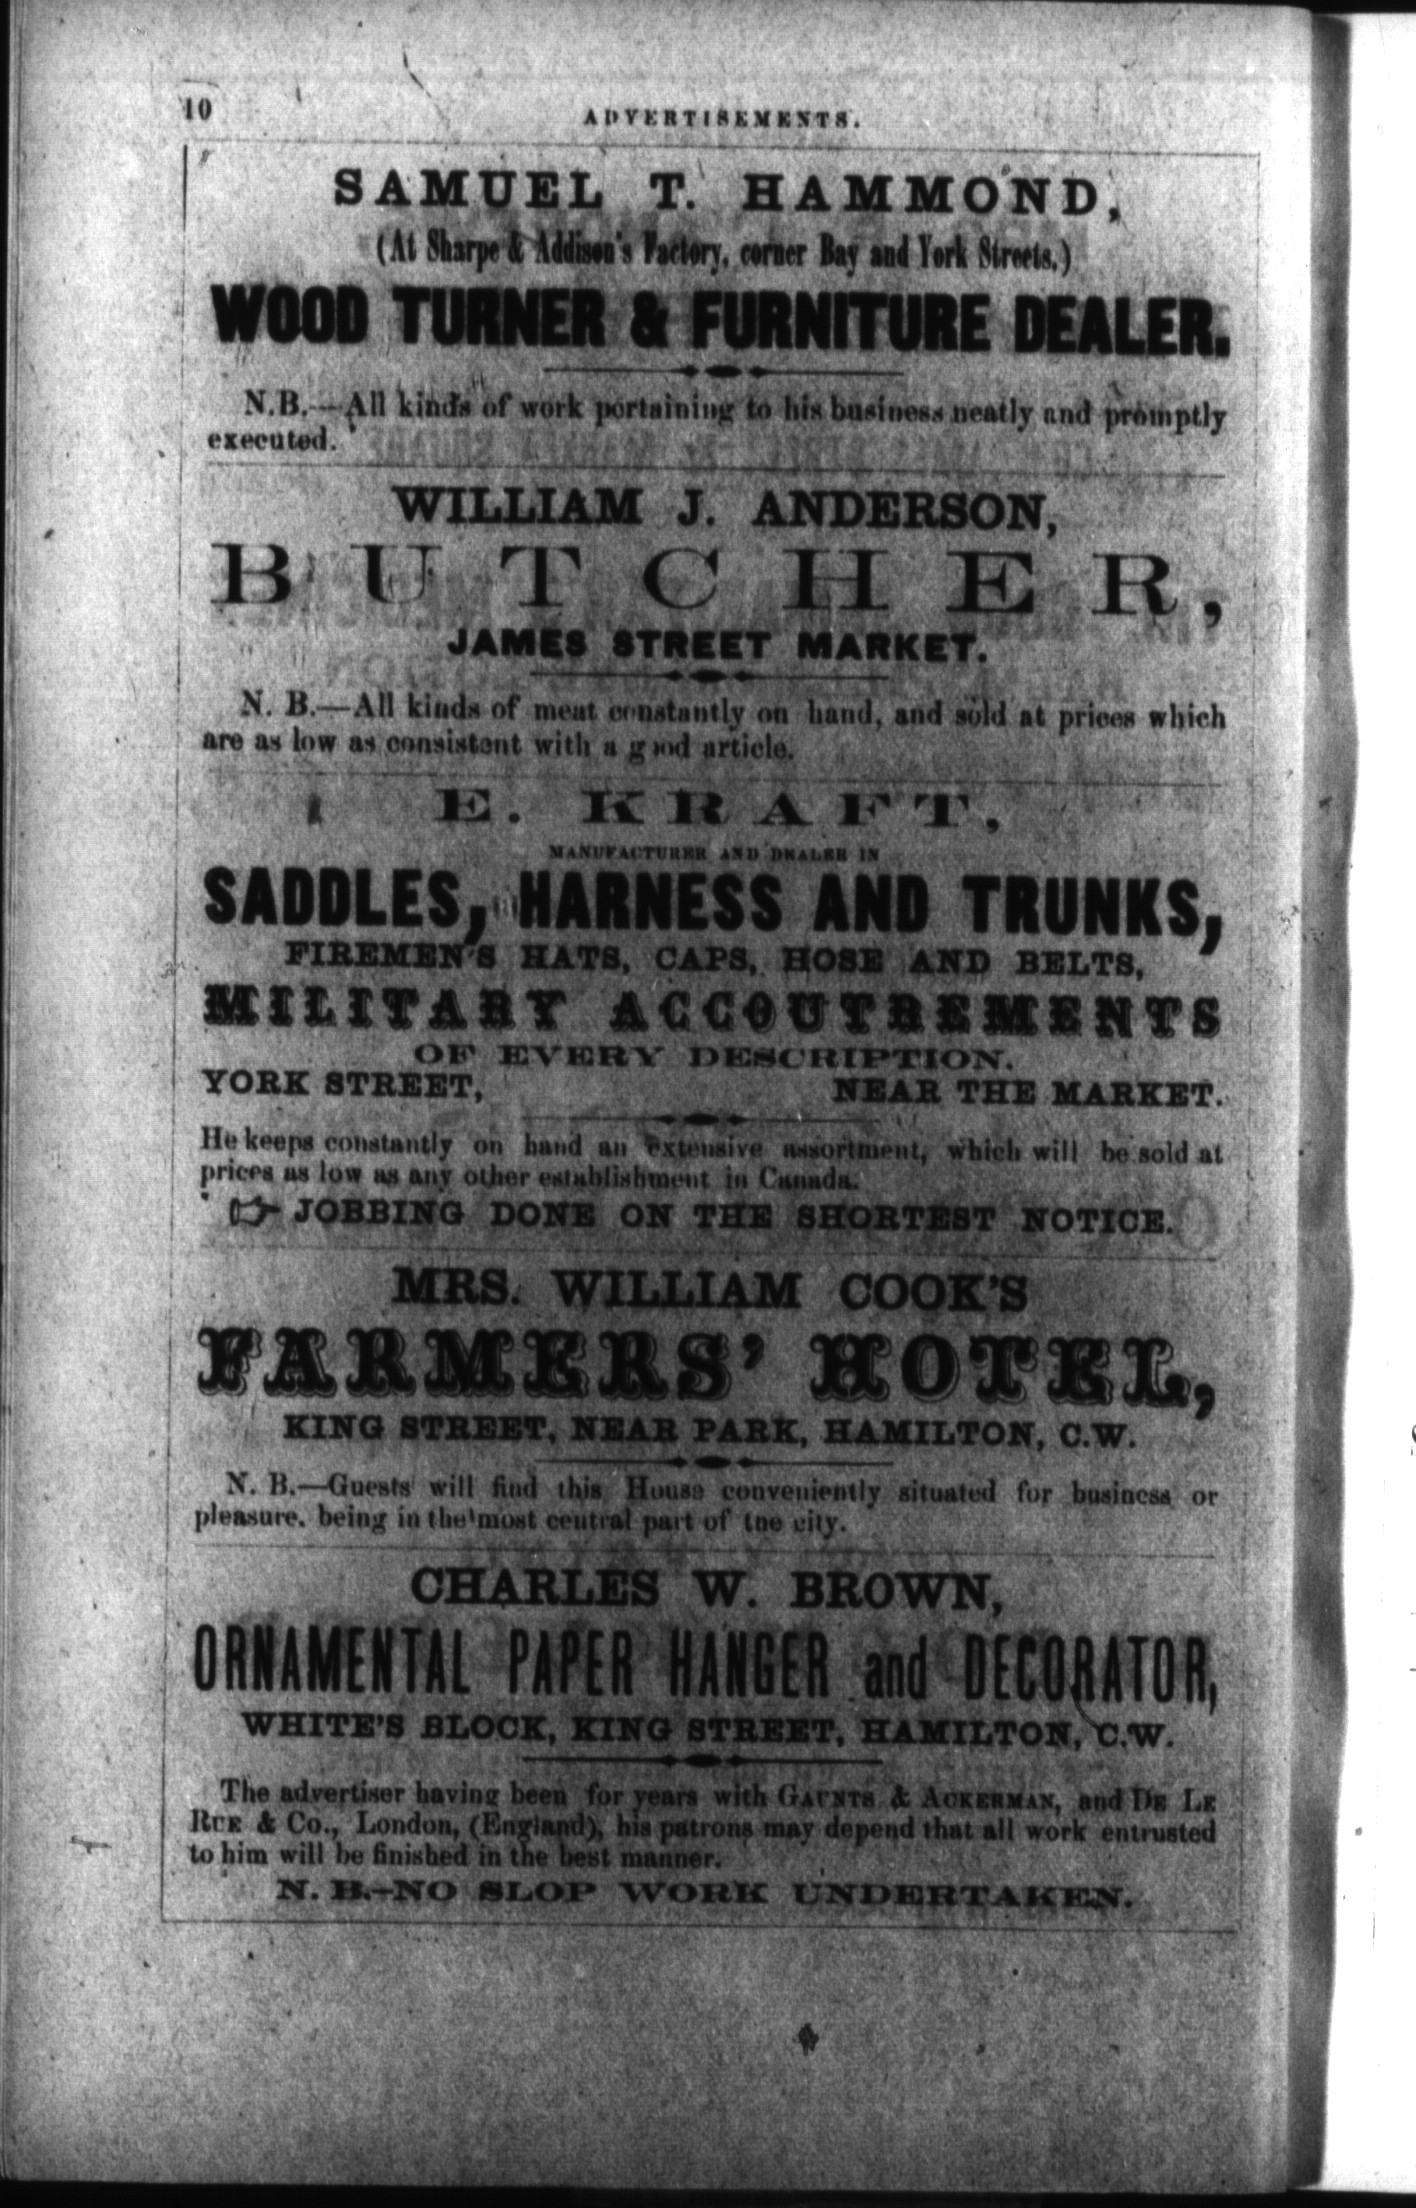 10
ADVERTISEMENTS.
SAMUEL T. HAMMOND,
(At Sharpe & Addison's Factory, corner Bay and York Streets,)
WOOD TURNER & FURNITURE DEALER.
N.B.—All kinds of work pertaining to his business neatly and promptly
executed.
WILLIAM J. ANDERSON,
BUTCHER,
JAMES STREET MARKET.
N. B.—All kinds of meat constantly on hand, and sold at prices which
are as low as consistent with a good article.
E. KRAFT,
MANUFACTURER AND DEALER IN
SADDLES, HARNESS AND TRUNKS,
FIREMEN'S HATS, CAPS, HOSE AND BELTS,
MILITARY ACCOUTREMENTS
OF EVERY DESCRIPTION.
YORK STREET, NEAR THE MARKET.
He keeps constantly on hand an extensive assortment, which will be sold at
prices as low as any other establishment in Canada.
☞ JOBBING DONE ON THE SHORTEST NOTICE.
MRS. WILLIAM COOK'S
FARMERS' HOTEL,
KING STREET, NEAR PARK, HAMILTON, C.W.
N. B.—Guests will find this House conveniently situated for business or
pleasure, being in the most central part of tne city.
CHARLES W. BROWN,
ORNAMENTAL PAPER HANGER and DECORATOR,
WHITE'S BLOCK, KING STREET, HAMILTON, C.W.
The advertiser having been for years with GAUNTS & ACKERMAN, and DE LE
RUE & Co., London, (England), his patrons may depend that all work entrusted
to him will be finished in the best manner.
N. B.—NO SLOP WORK UNDERTAKEN.